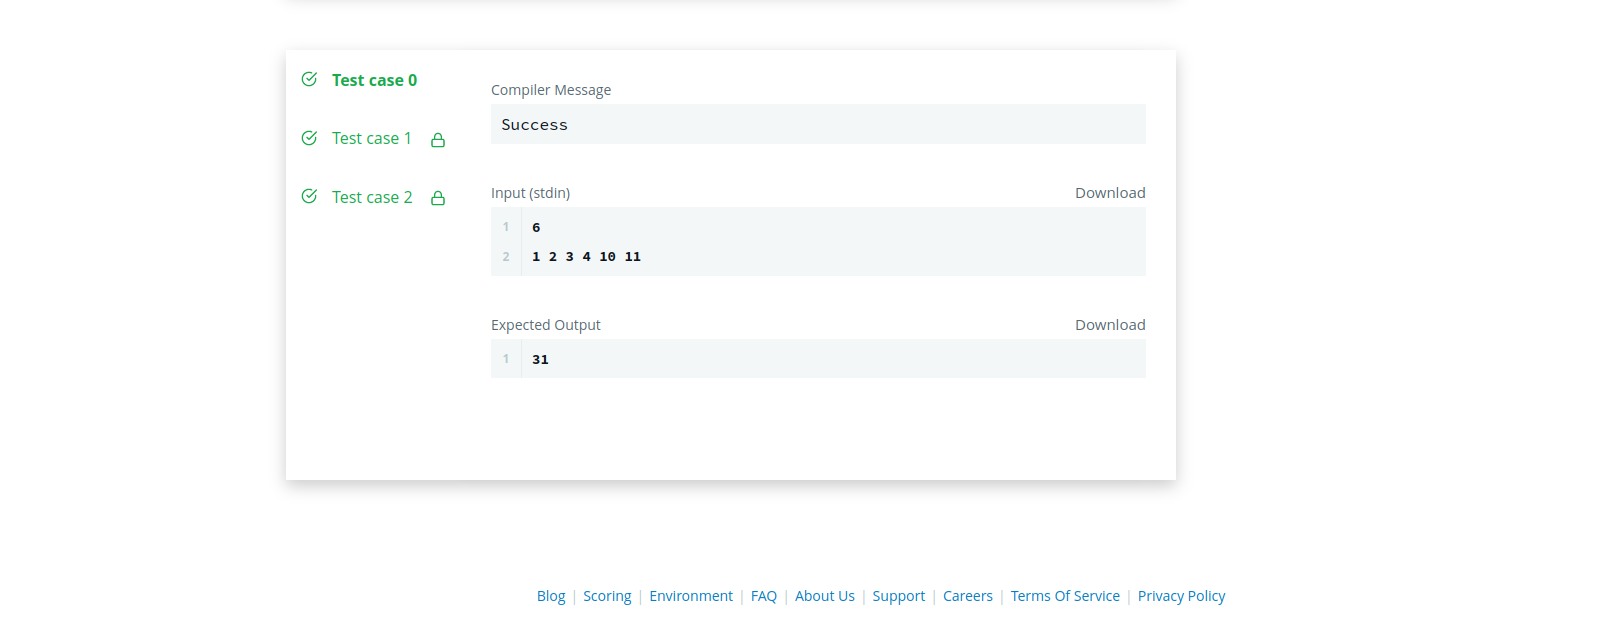 Test case 0
Test case 1
Test case 2
Compiler Message
Success
Input (stdin)
Download
1 6
2 1 2 3 4 10 11
Expected Output
Download
1 31
Blog | Scoring | Environment | FAQ | About Us | Support | Careers | Terms Of Service | Privacy Policy